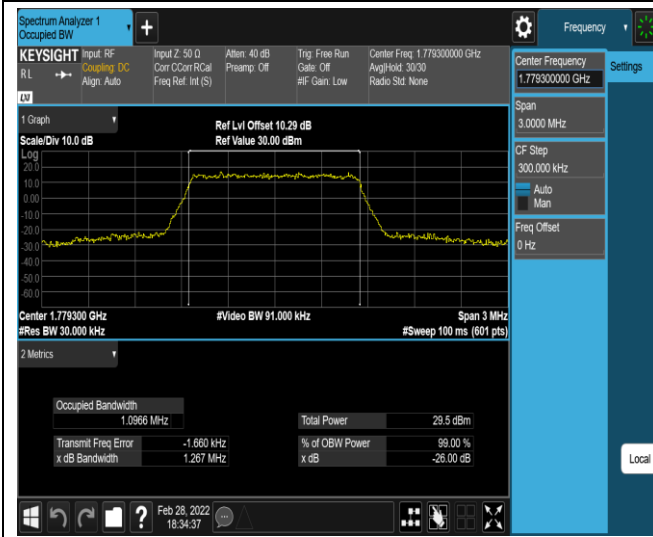 Spectrum Analyzer 1
Occupied BW
+
Frequency
KEYSIGHT
RL
LXI
Input: RF
Coupling: DC
Align: Auto
Input Z: 50 Ω
Corr CCorr RCal
Freq Ref: Int (S)
Atten: 40 dB
Preamp: Off
Trig: Free Run
Gate: Off
#IF Gain: Low
Center Freq: 1.779300000 GHz
Avg|Hold: 30/30
Radio Std: None
Center Frequency
1.779300000 GHz
Settings
Span
3.0000 MHz
CF Step
300.000 kHz
Auto
Man
Freq Offset
0 Hz
Local
1 Graph
Scale/Div 10.0 dB
Ref Lvl Offset 10.29 dB
Ref Value 30.00 dBm
Log
20.0
10.0
0.00
-10.0
-20.0
-30.0
-40.0
-50.0
-60.0
Center 1.779300 GHz
#Video BW 91.000 kHz
Span 3 MHz
#Res BW 30.000 kHz
#Sweep 100 ms (601 pts)
2 Metrics
Occupied Bandwidth
1.0966 MHz
Total Power 29.5 dBm
Transmit Freq Error -1.660 kHz
% of OBW Power 99.00 %
x dB Bandwidth 1.267 MHz
x dB -26.00 dB
?
Feb 28, 2022
18:34:37